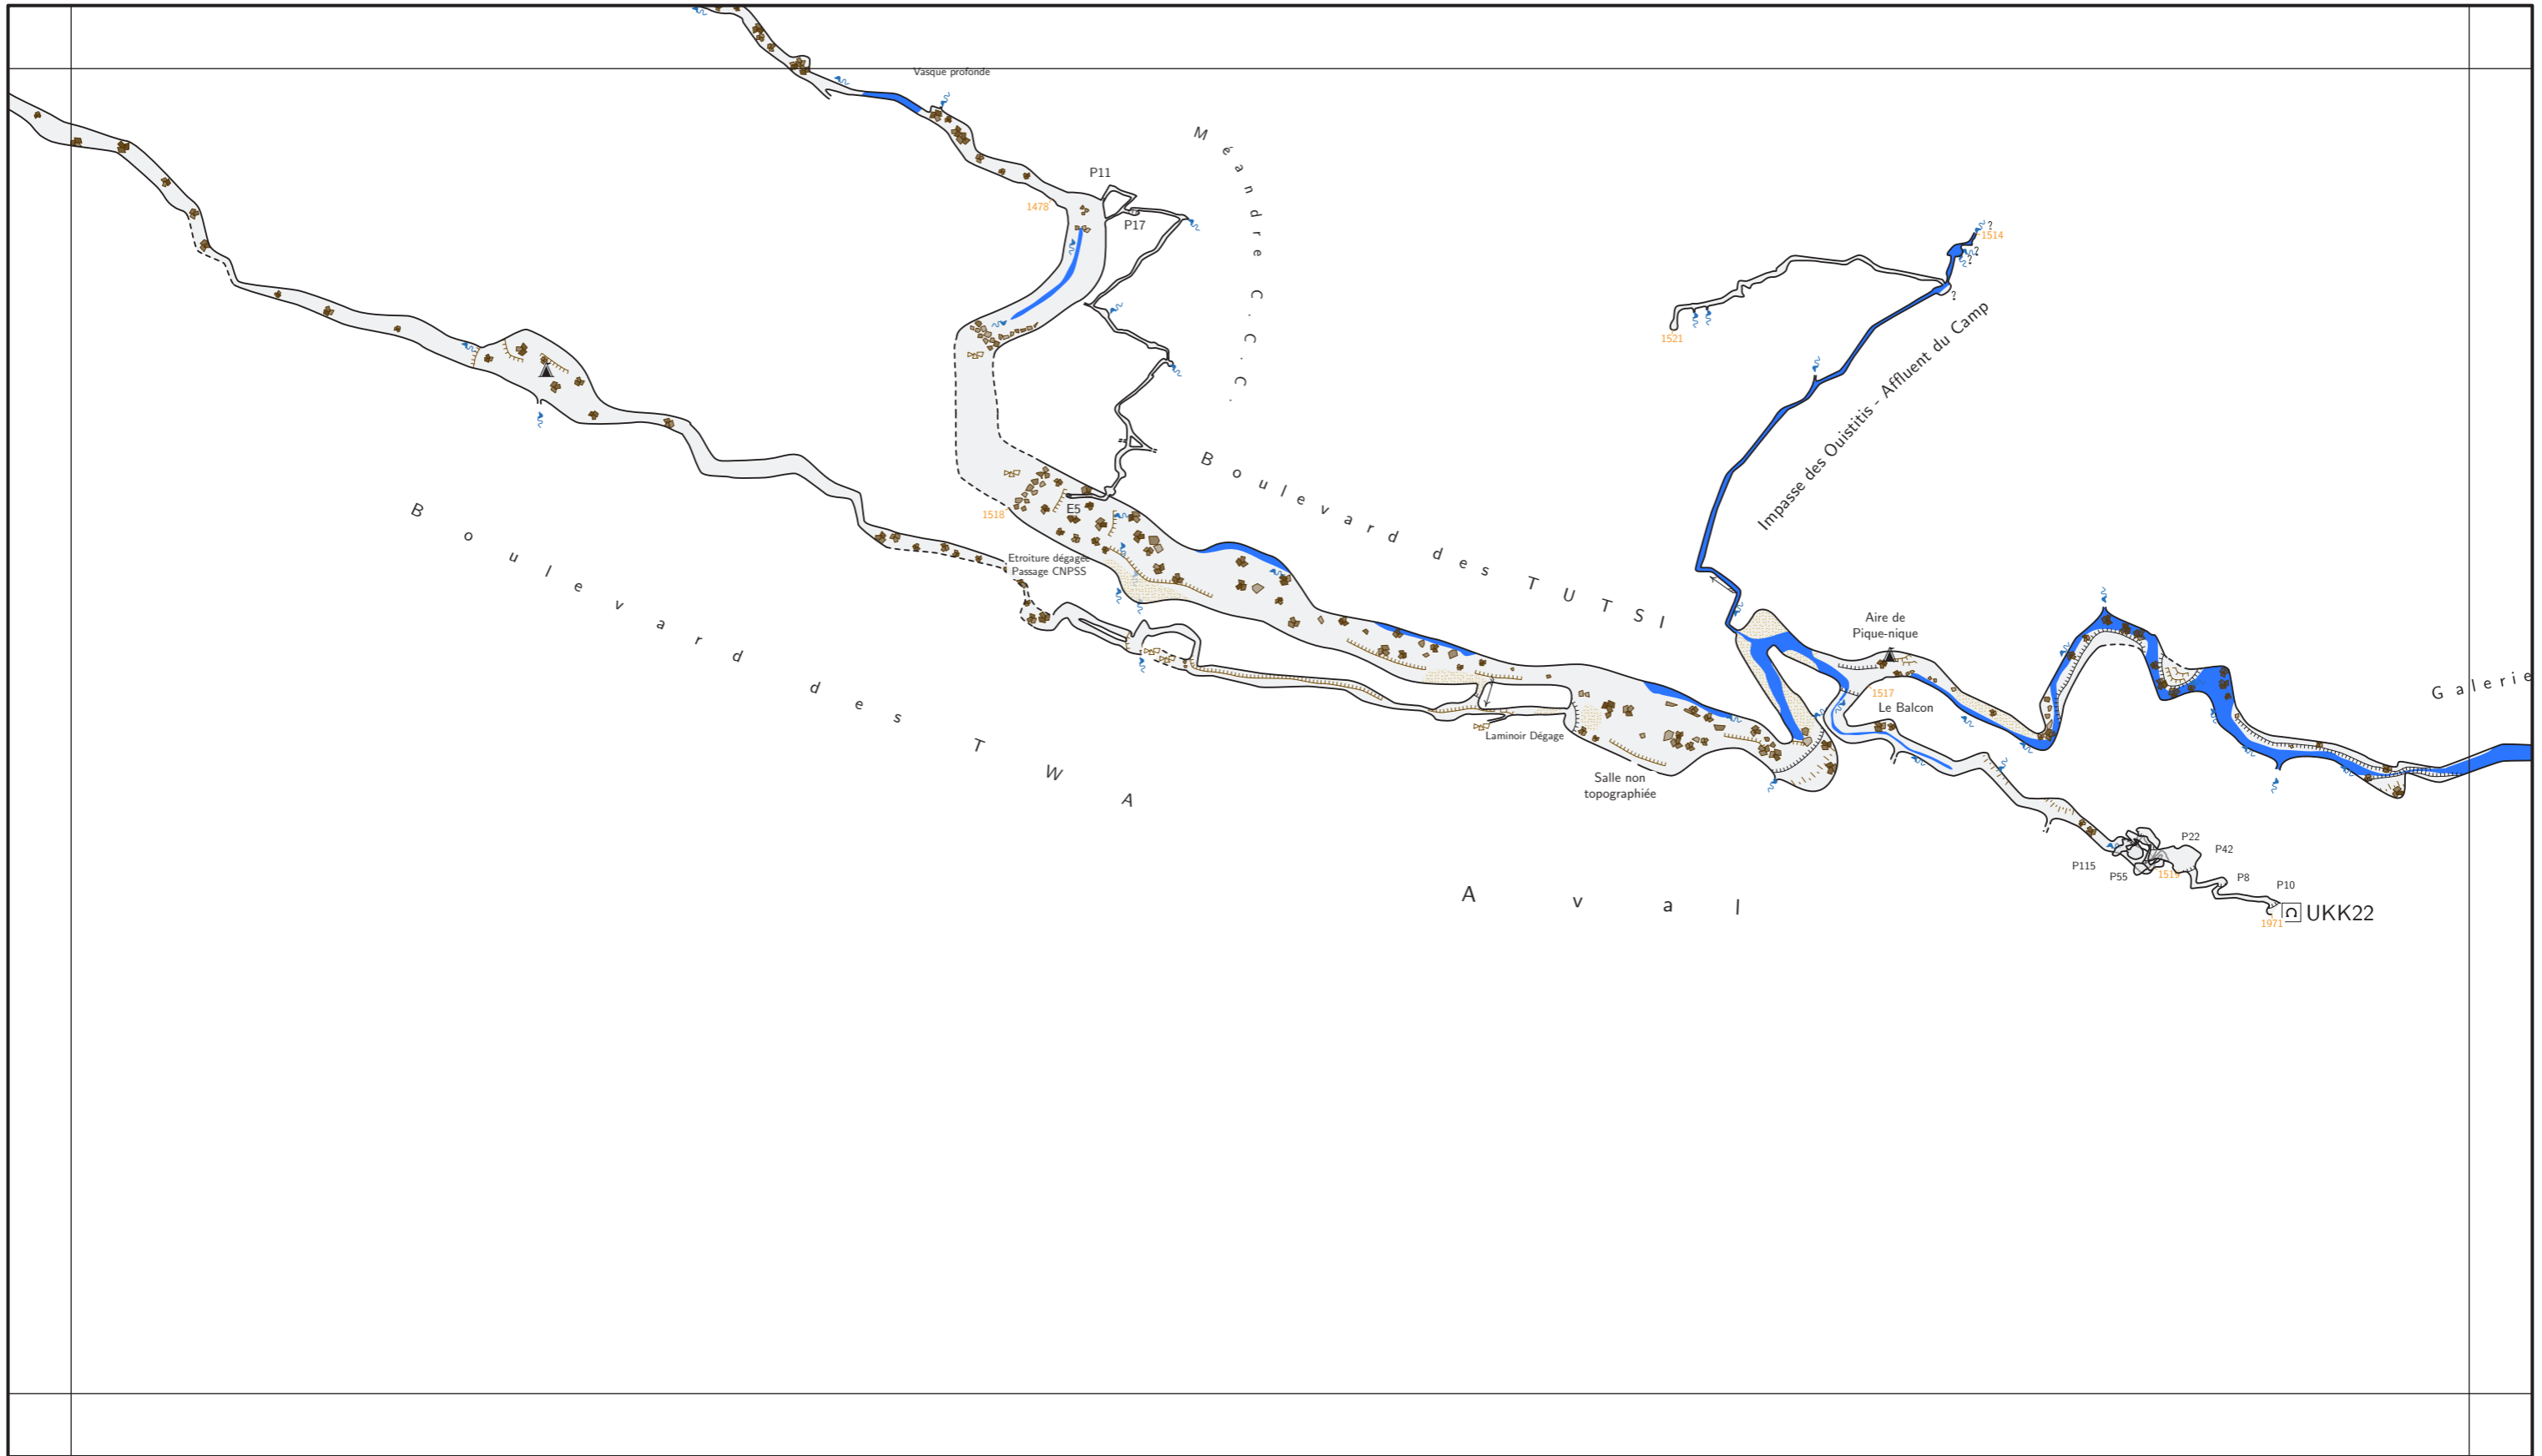 Vasque profonde
P11
P17
1478
Méandre C.C.C.
1514
?
?
?
?
1521
Impasse des Ouistitis - Affluent du Camp
Boulevard des TUTSI
E5
1518
Etroiture dégagée
Passage CNPSS
Boulevard des TWA
Aire de
Pique-nique
1517
Le Balcon
Galerie
Laminoir Dégage
Salle non
topographiée
P22
P42
P115
P55
1519
P8
P10
UKK22
1971
Aval